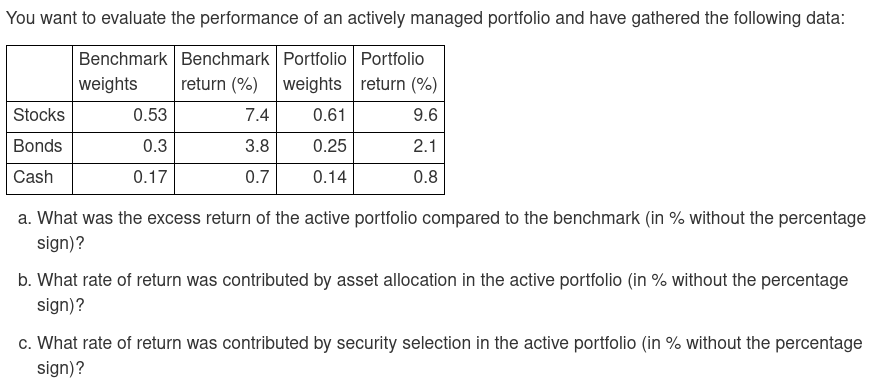 You want to evaluate the performance of an actively managed portfolio and have gathered the following data:
Benchmark Benchmark Portfolio Portfolio
weights return (%) weights return (%)
Stocks 0.53 7.4 0.61 9.6
Bonds 0.3 3.8 0.25 2.1
Cash 0.17 0.7 0.14 0.8
a. What was the excess return of the active portfolio compared to the benchmark (in % without the percentage
sign)?
b. What rate of return was contributed by asset allocation in the active portfolio (in % without the percentage
sign)?
c. What rate of return was contributed by security selection in the active portfolio (in % without the percentage
sign)?